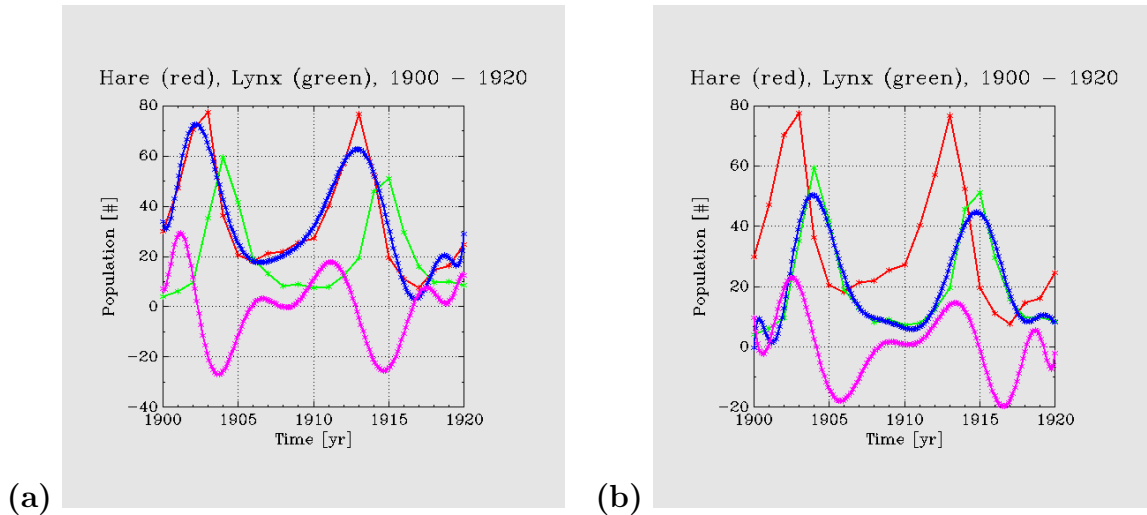 Hare (red), Lynx (green), 1900 – 1920
80
60
40
20
0
−20
−40
Population [#]
1900 1905 1910 1915 1920
Time [yr]
(a)
Hare (red), Lynx (green), 1900 – 1920
80
60
40
20
0
−20
Population [#]
1900 1905 1910 1915 1920
Time [yr]
(b)